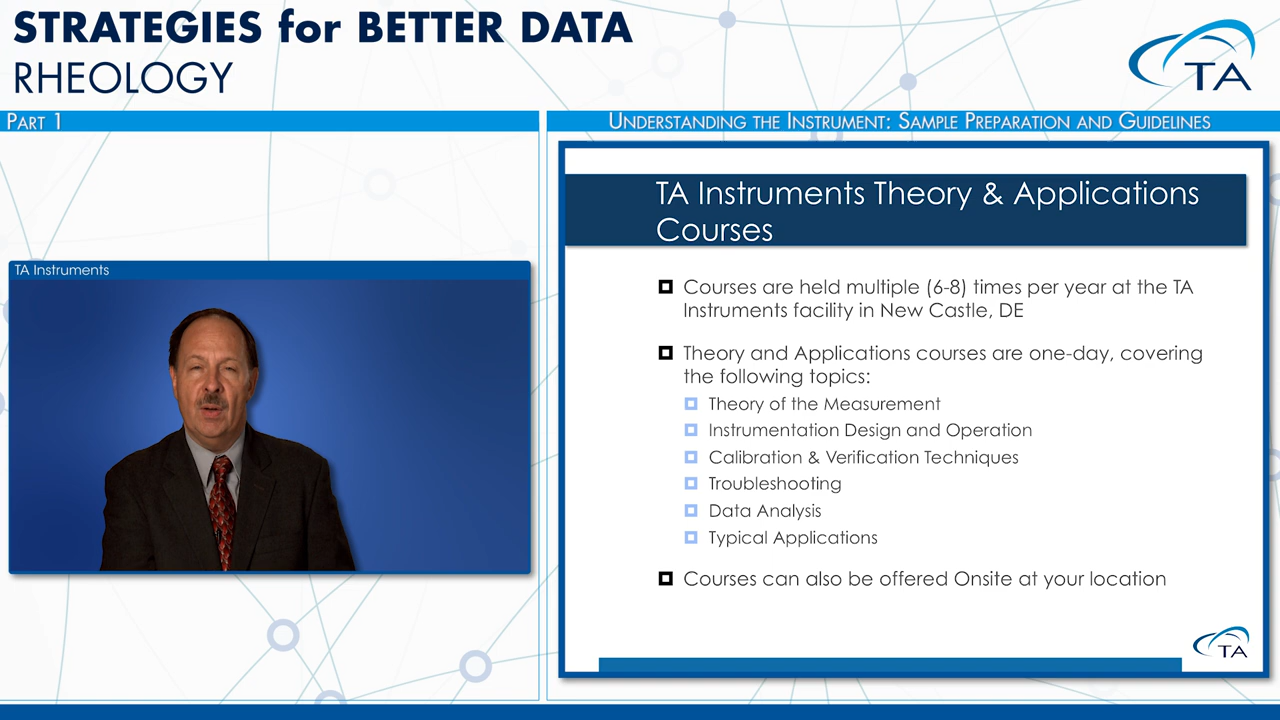 STRATEGIES for BETTER DATA
RHEOLOGY
TA
PART 1
UNDERSTANDING THE INSTRUMENT: SAMPLE PREPARATION AND GUIDELINES
TA Instruments
TA Instruments Theory & Applications
Courses
Courses are held multiple (6-8) times per year at the TA
Instruments facility in New Castle, DE
Theory and Applications courses are one-day, covering
the following topics:
Theory of the Measurement
Instrumentation Design and Operation
Calibration & Verification Techniques
Troubleshooting
Data Analysis
Typical Applications
Courses can also be offered Onsite at your location
TA